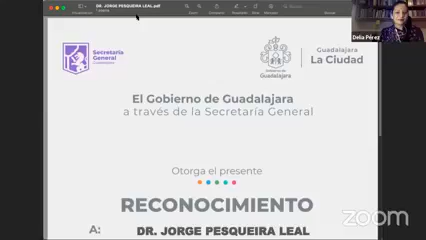 DR. JORGE PESQUEIRA LEAL.pdf
Delia Pérez
Secretaría
General
Gobierno de
Guadalajara
Guadalajara
La Ciudad
El Gobierno de Guadalajara
a través de la Secretaría General
Otorga el presente
RECONOCIMIENTO
A: DR. JORGE PESQUEIRA LEAL
zoom